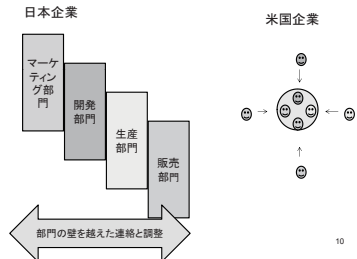 日本企業
米国企業
マーケ
ティン
グ部
門
開発
部門
生産
部門
販売
部門
部門の壁を越えた連絡と調整
10